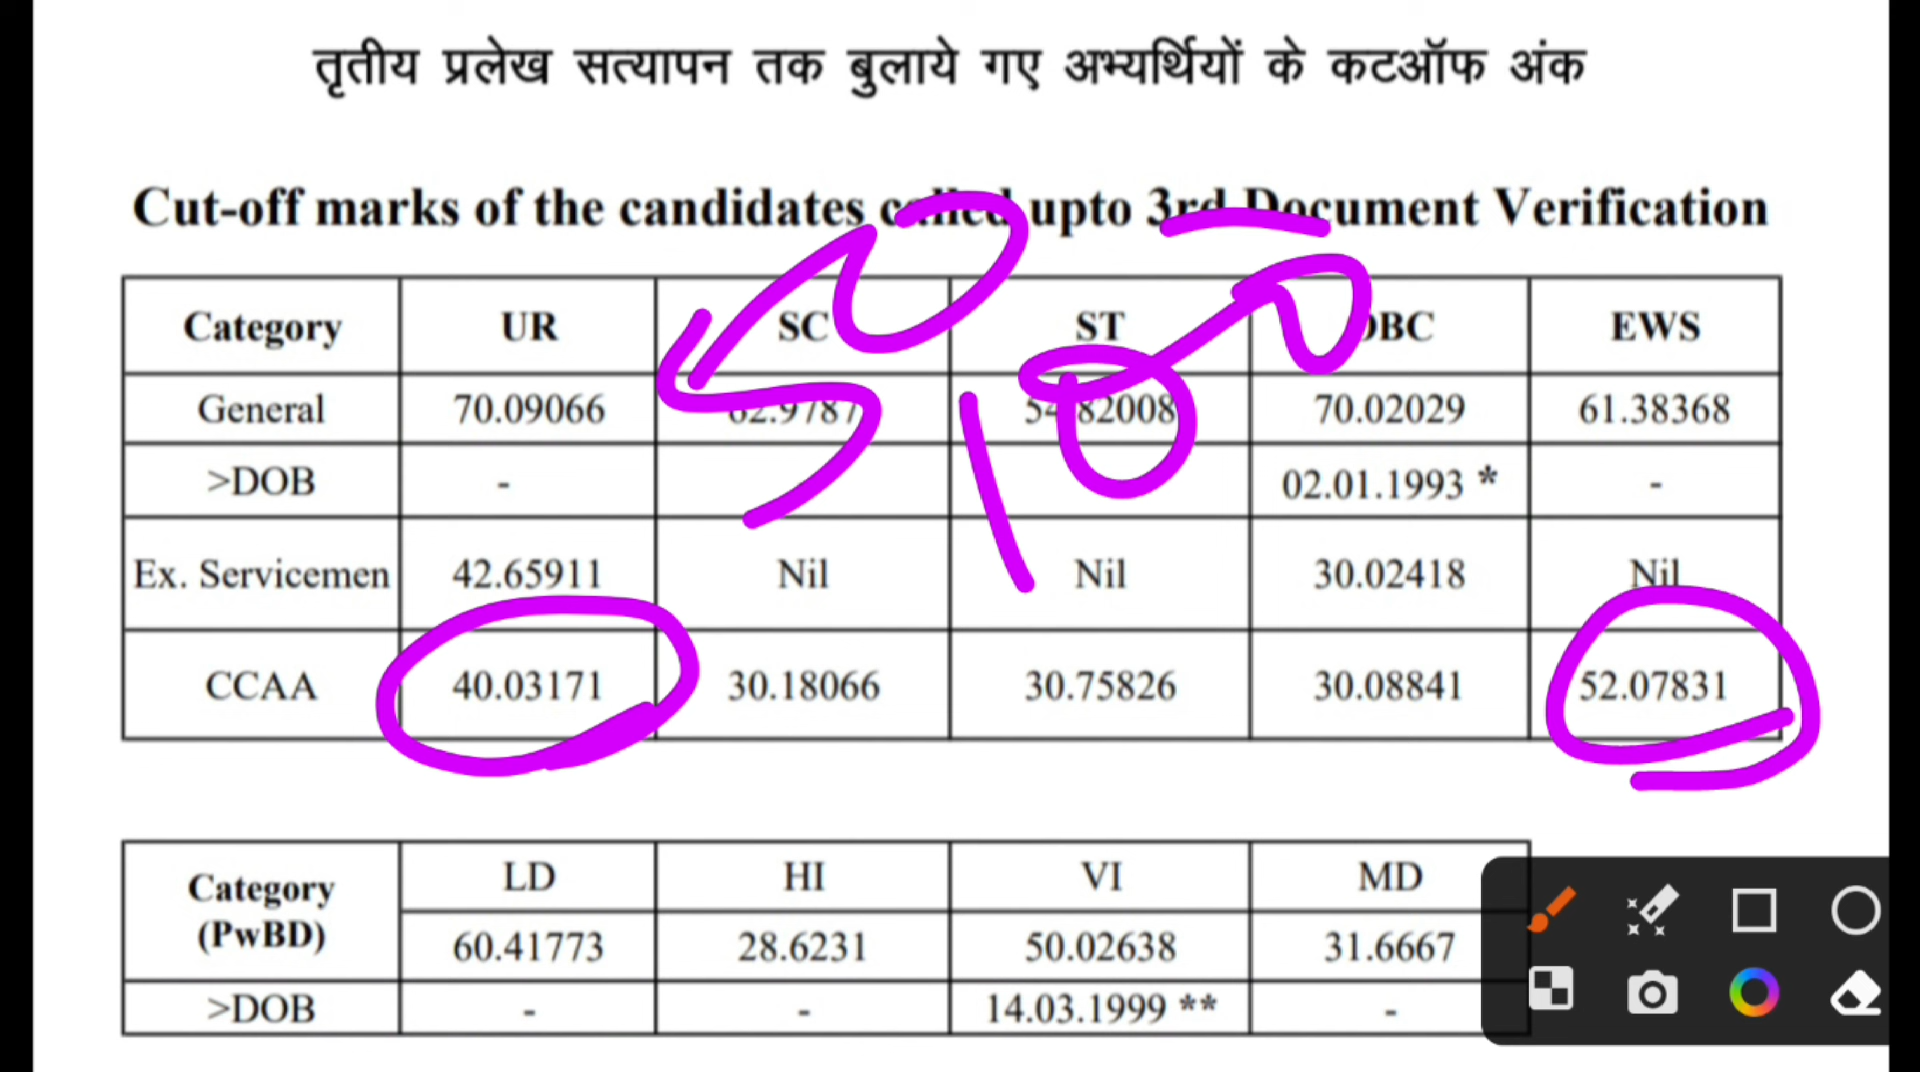 तृतीय प्रलेख सत्यापन तक बुलाये गए अभ्यर्थियों के कटऑफ अंक
Cut-off marks of the candidates called upto 3rd Document Verification
Category UR SC ST OBC EWS
General 70.09066 70.02029 61.38368
>DOB - 02.01.1993 * -
Ex. Servicemen 42.65911 Nil Nil 30.02418 Nil
CCAA 40.03171 30.18066 30.75826 30.08841 52.07831
Category (PwBD) LD HI VI MD
60.41773 28.6231 50.02638 31.6667
>DOB - - 14.03.1999 ** -